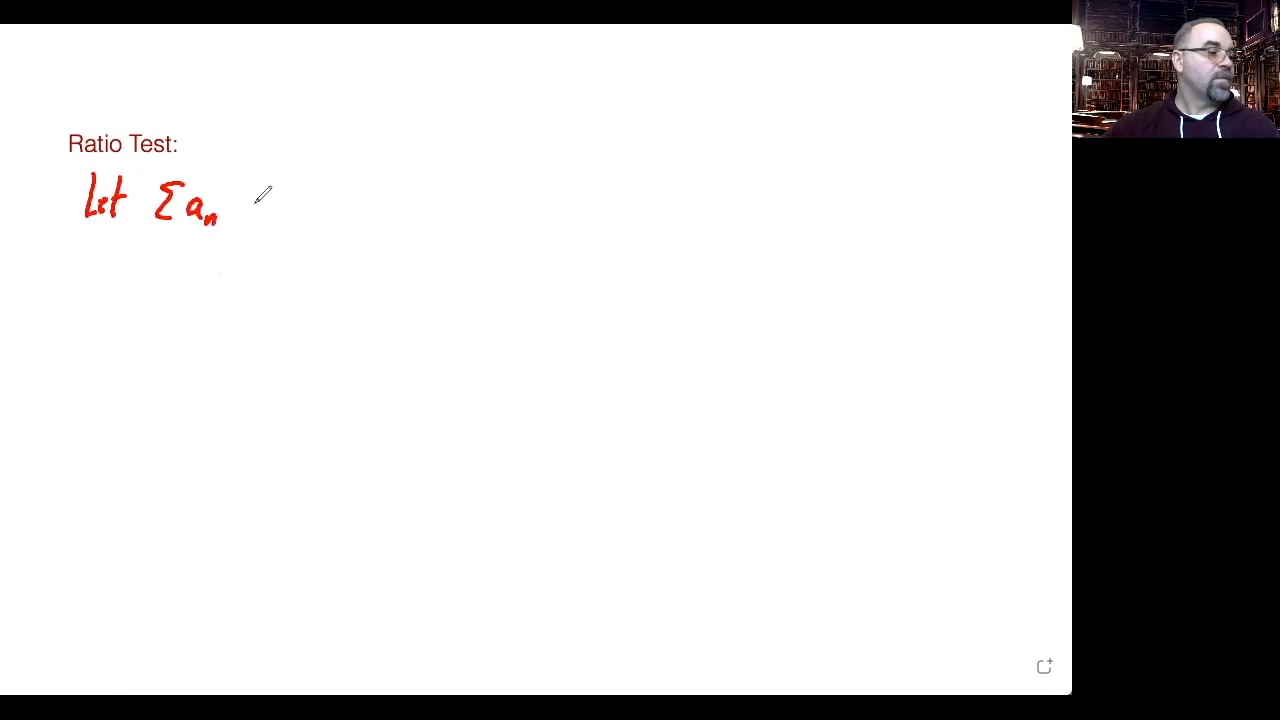 Ratio Test:
Let Σ aₙ